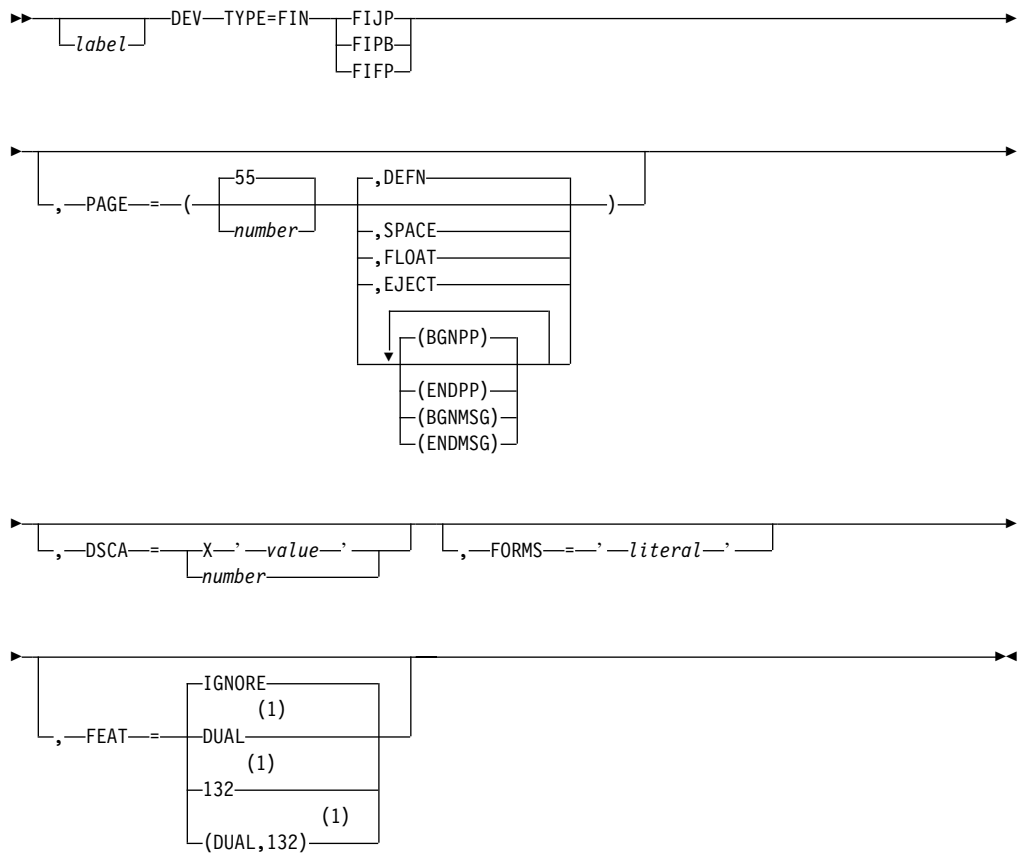 DEV TYPE=FIN FIJP
label FIPB
FIFP
55 ,DEFN
, PAGE = ( )
number ,SPACE
,FLOAT
,EJECT
(BGNPP)
(ENDPP)
(BGNMSG)
(ENDMSG)
, DSCA = X ’ value ’ , FORMS = ’ literal ’
number
IGNORE
(1)
, FEAT = DUAL
(1)
132
(1)
(DUAL,132)